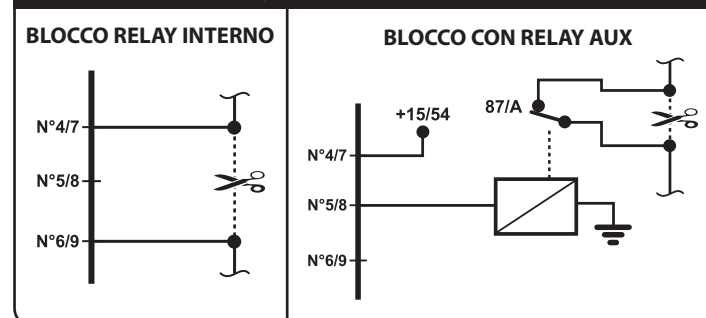 BLOCCO RELAY INTERNO
N°4/7
N°5/8
N°6/9
BLOCCO CON RELAY AUX
+15/54
87/A
N°4/7
N°5/8
N°6/9